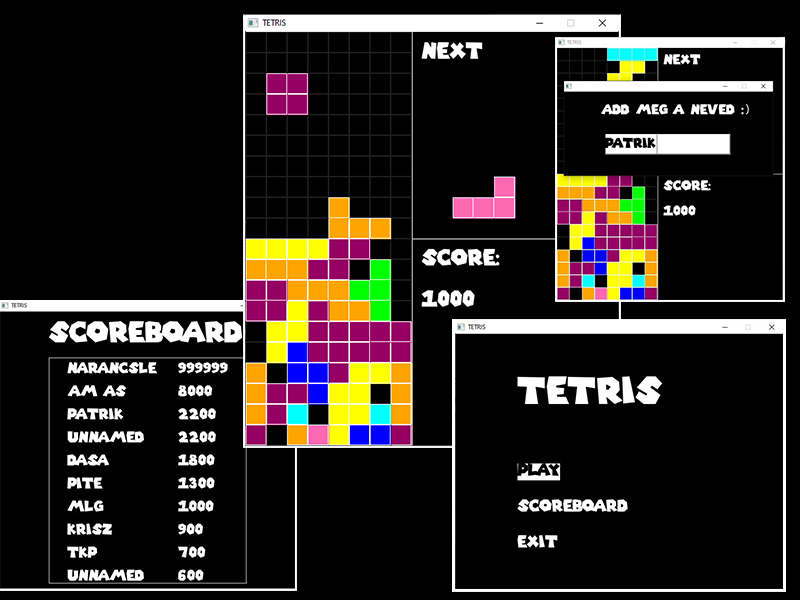 TETRIS
NEXT
SCORE:
1000
TETRIS
NEXT
SCORE:
1000
ADD MEG A NEVED :)
PATRIK
TETRIS
SCOREBOARD
NARANCSLE 999999
AM AS 8000
PATRIK 2200
UNNAMED 2200
DASA 1800
PITE 1300
MLG 1000
KRISZ 900
TKP 700
UNNAMED 600
TETRIS
TETRIS
PLAY
SCOREBOARD
EXIT